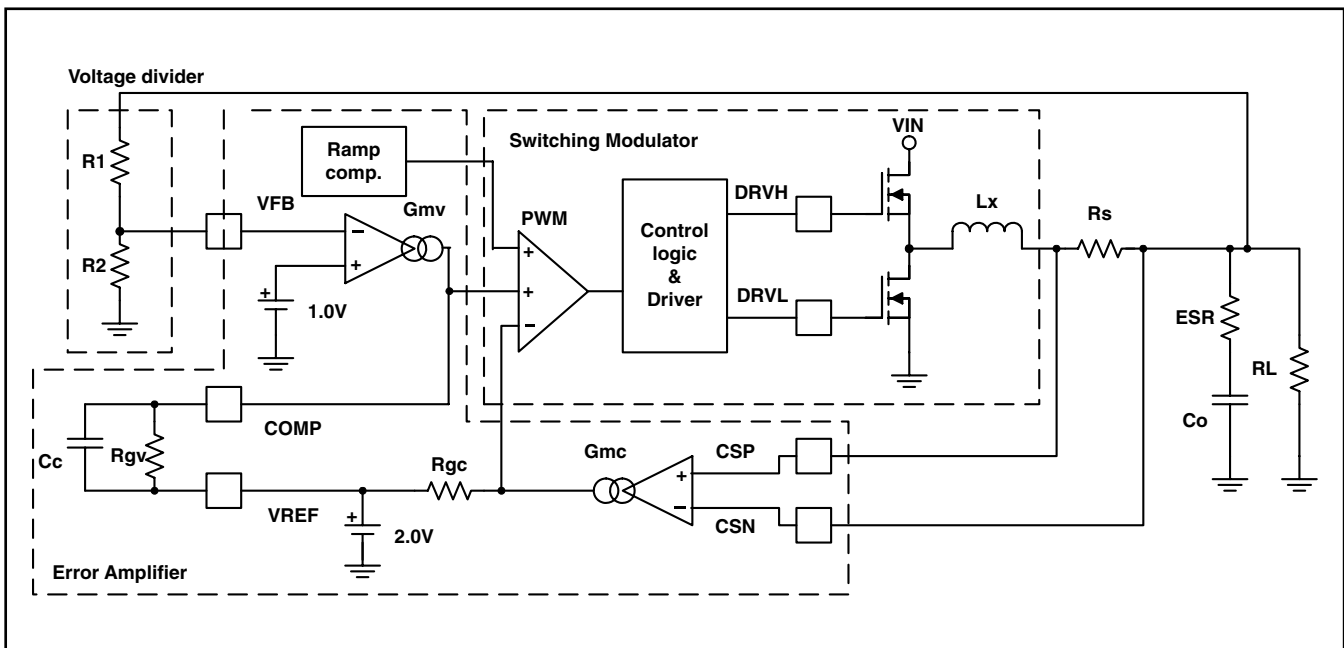 Voltage divider
R1
R2
VFB
Ramp
comp.
Gmv
−
+
+
1.0V
Switching Modulator
VIN
PWM
+
+
−
Control
logic
&
Driver
DRVH
DRVL
Lx
Rs
ESR
Co
RL
COMP
Cc
Rgv
VREF
Rgc
+
2.0V
Gmc
+
−
CSP
CSN
Error Amplifier